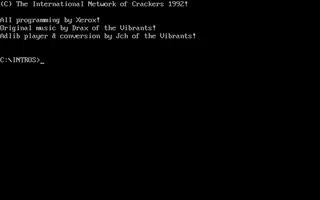 (C) The International Network of Crackers 1992!
All programming by Xerox!
Original music by Drax of the Vibrants!
Adlib player & conversion by Jch of the Vibrants!
C:\INTROS>_